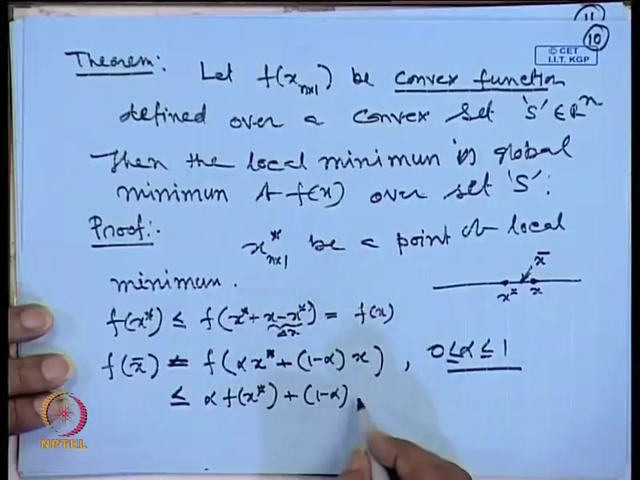 11
10
© CET
I.I.T. KGP
Theorem: Let f(x_{n×1}) be convex function
defined over a convex set 'S' ∈ R^n
Then the local minimum is global
minimum of f(x) over set 'S'.
Proof:- x*_{n×1} be a point of local
minimum.
x̄
x* x
f(x*) ≤ f(x* + x - x*) = f(x)
Δx
f(x̄) = f(αx* + (1-α) x) , 0 ≤ α ≤ 1
≤ α f(x*) + (1-α)
NPTEL